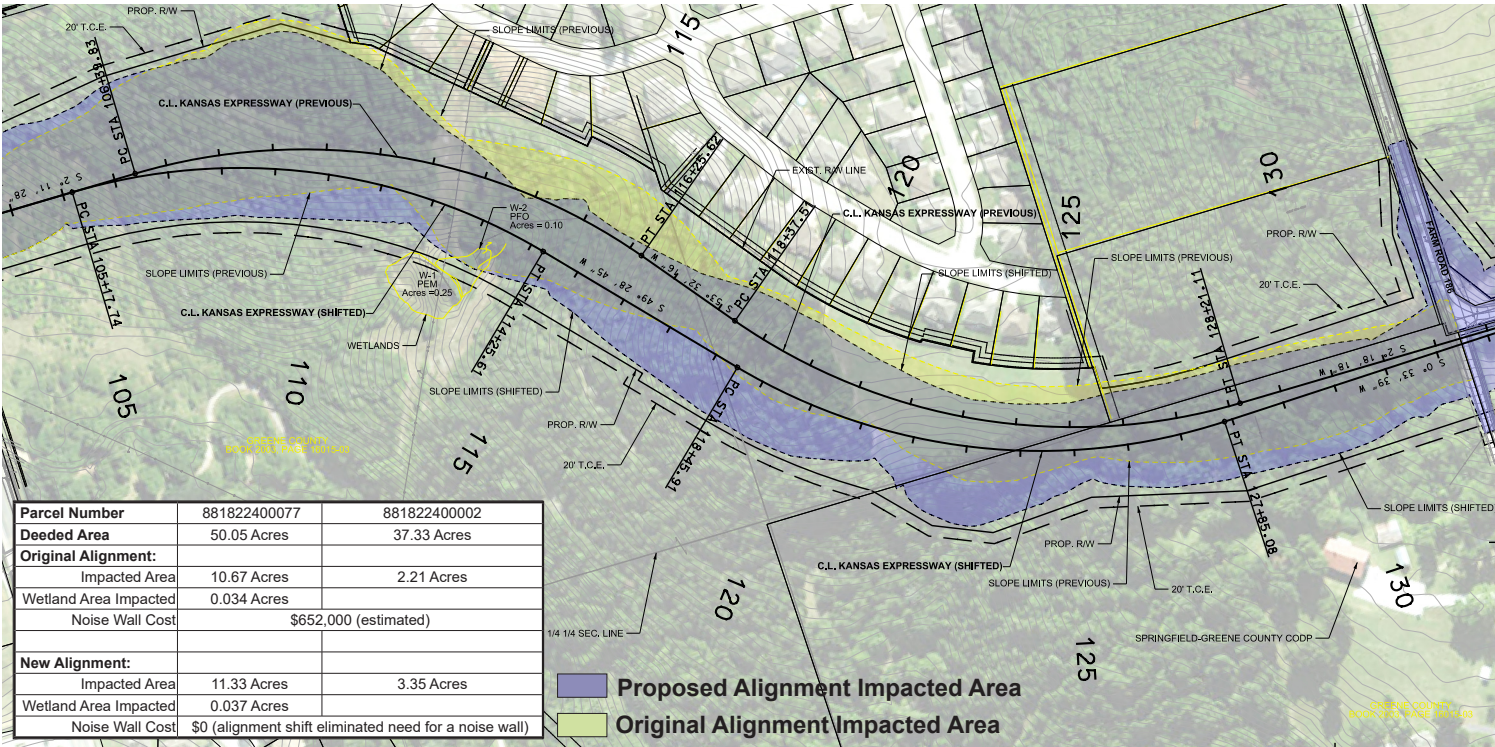 PROP. R/W
20' T.C.E.
SLOPE LIMITS (PREVIOUS)
115
PC STA 106+39.83
C.L. KANSAS EXPRESSWAY (PREVIOUS)
S 2° 11' 28"
PC STA 105+17.74
SLOPE LIMITS (PREVIOUS)
C.L. KANSAS EXPRESSWAY (SHIFTED)
W-2
PFO
Acres = 0.10
W-1
PEM
Acres =0.25
WETLANDS
PT STA 116+25.62
EXIST. R/W LINE
120
C.L. KANSAS EXPRESSWAY (PREVIOUS)
PC STA 118+37.51
S 53° 32' 16" W
S 49° 28' 45" W
PT STA 114+25.61
SLOPE LIMITS (SHIFTED)
SLOPE LIMITS (SHIFTED)
125
130
SLOPE LIMITS (PREVIOUS)
PROP. R/W
20' T.C.E.
FARM ROAD 186
PT STA 128+21.11
S 2° 18' 18" W
S 0° 33' 39" W
105
110
115
PROP. R/W
20' T.C.E.
PC STA 118+45.91
PT STA 127+85.08
SLOPE LIMITS (SHIFTED)
PROP. R/W
C.L. KANSAS EXPRESSWAY (SHIFTED)
SLOPE LIMITS (PREVIOUS)
20' T.C.E.
120
125
130
1/4 1/4 SEC. LINE
SPRINGFIELD-GREENE COUNTY CODP
GREENE COUNTY
Parcel Number 881822400077 881822400002
Deeded Area 50.05 Acres 37.33 Acres
Original Alignment:
Impacted Area 10.67 Acres 2.21 Acres
Wetland Area Impacted 0.034 Acres
Noise Wall Cost $652,000 (estimated)
New Alignment:
Impacted Area 11.33 Acres 3.35 Acres
Wetland Area Impacted 0.037 Acres
Noise Wall Cost $0 (alignment shift eliminated need for a noise wall)
Proposed Alignment Impacted Area
Original Alignment Impacted Area